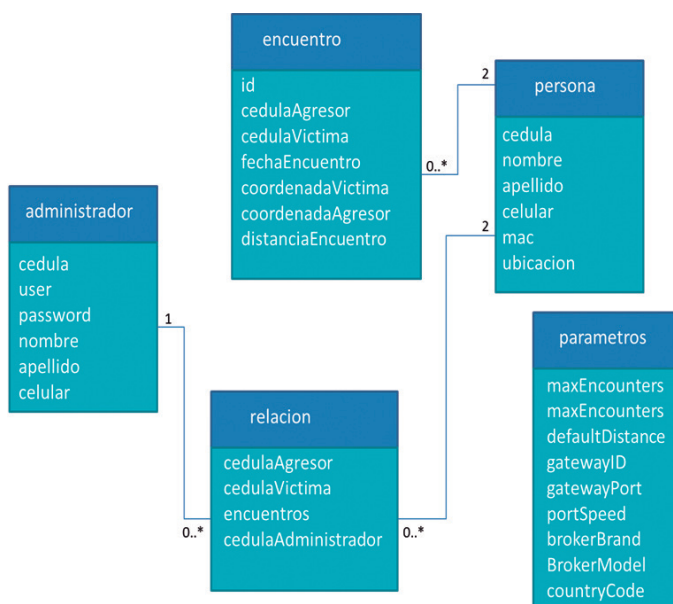 encuentro
id
cedulaAgresor
cedulaVictima
fechaEncuentro
coordenadaVictima
coordenadaAgresor
distanciaEncuentro
2
0..*
persona
cedula
nombre
apellido
celular
mac
ubicacion
2
administrador
cedula
user
password
nombre
apellido
celular
1
relacion
cedulaAgresor
cedulaVictima
encuentros
cedulaAdministrador
0..*
0..*
parametros
maxEncounters
maxEncounters
defaultDistance
gatewayID
gatewayPort
portSpeed
brokerBrand
BrokerModel
countryCode